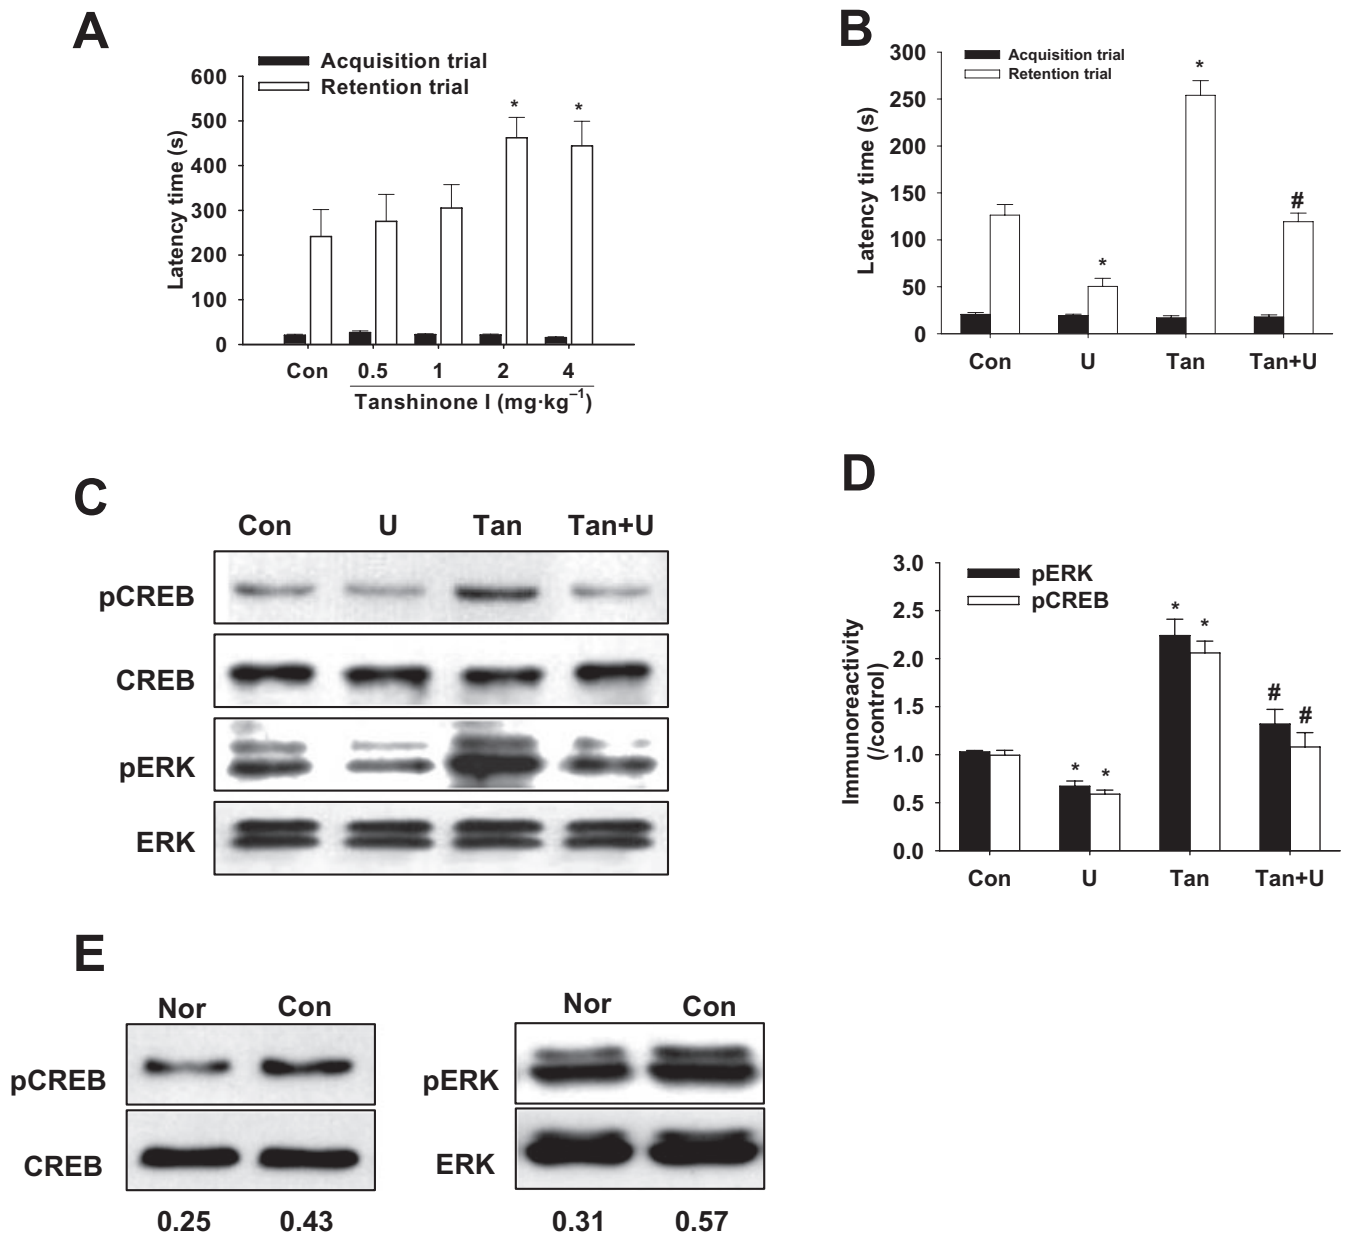 A
Acquisition trial
Retention trial
Latency time (s)
600
500
400
300
200
100
0
* *
Con 0.5 1 2 4
Tanshinone I (mg·kg⁻¹)
B
Acquisition trial
Retention trial
Latency time (s)
300
250
200
150
100
50
0
* * #
Con U Tan Tan+U
C
Con U Tan Tan+U
pCREB
CREB
pERK
ERK
D
pERK
pCREB
Immunoreactivity
(/control)
3.0
2.5
2.0
1.5
1.0
0.5
0.0
* * * * # #
Con U Tan Tan+U
E
Nor Con
pCREB
CREB
0.25 0.43
Nor Con
pERK
ERK
0.31 0.57